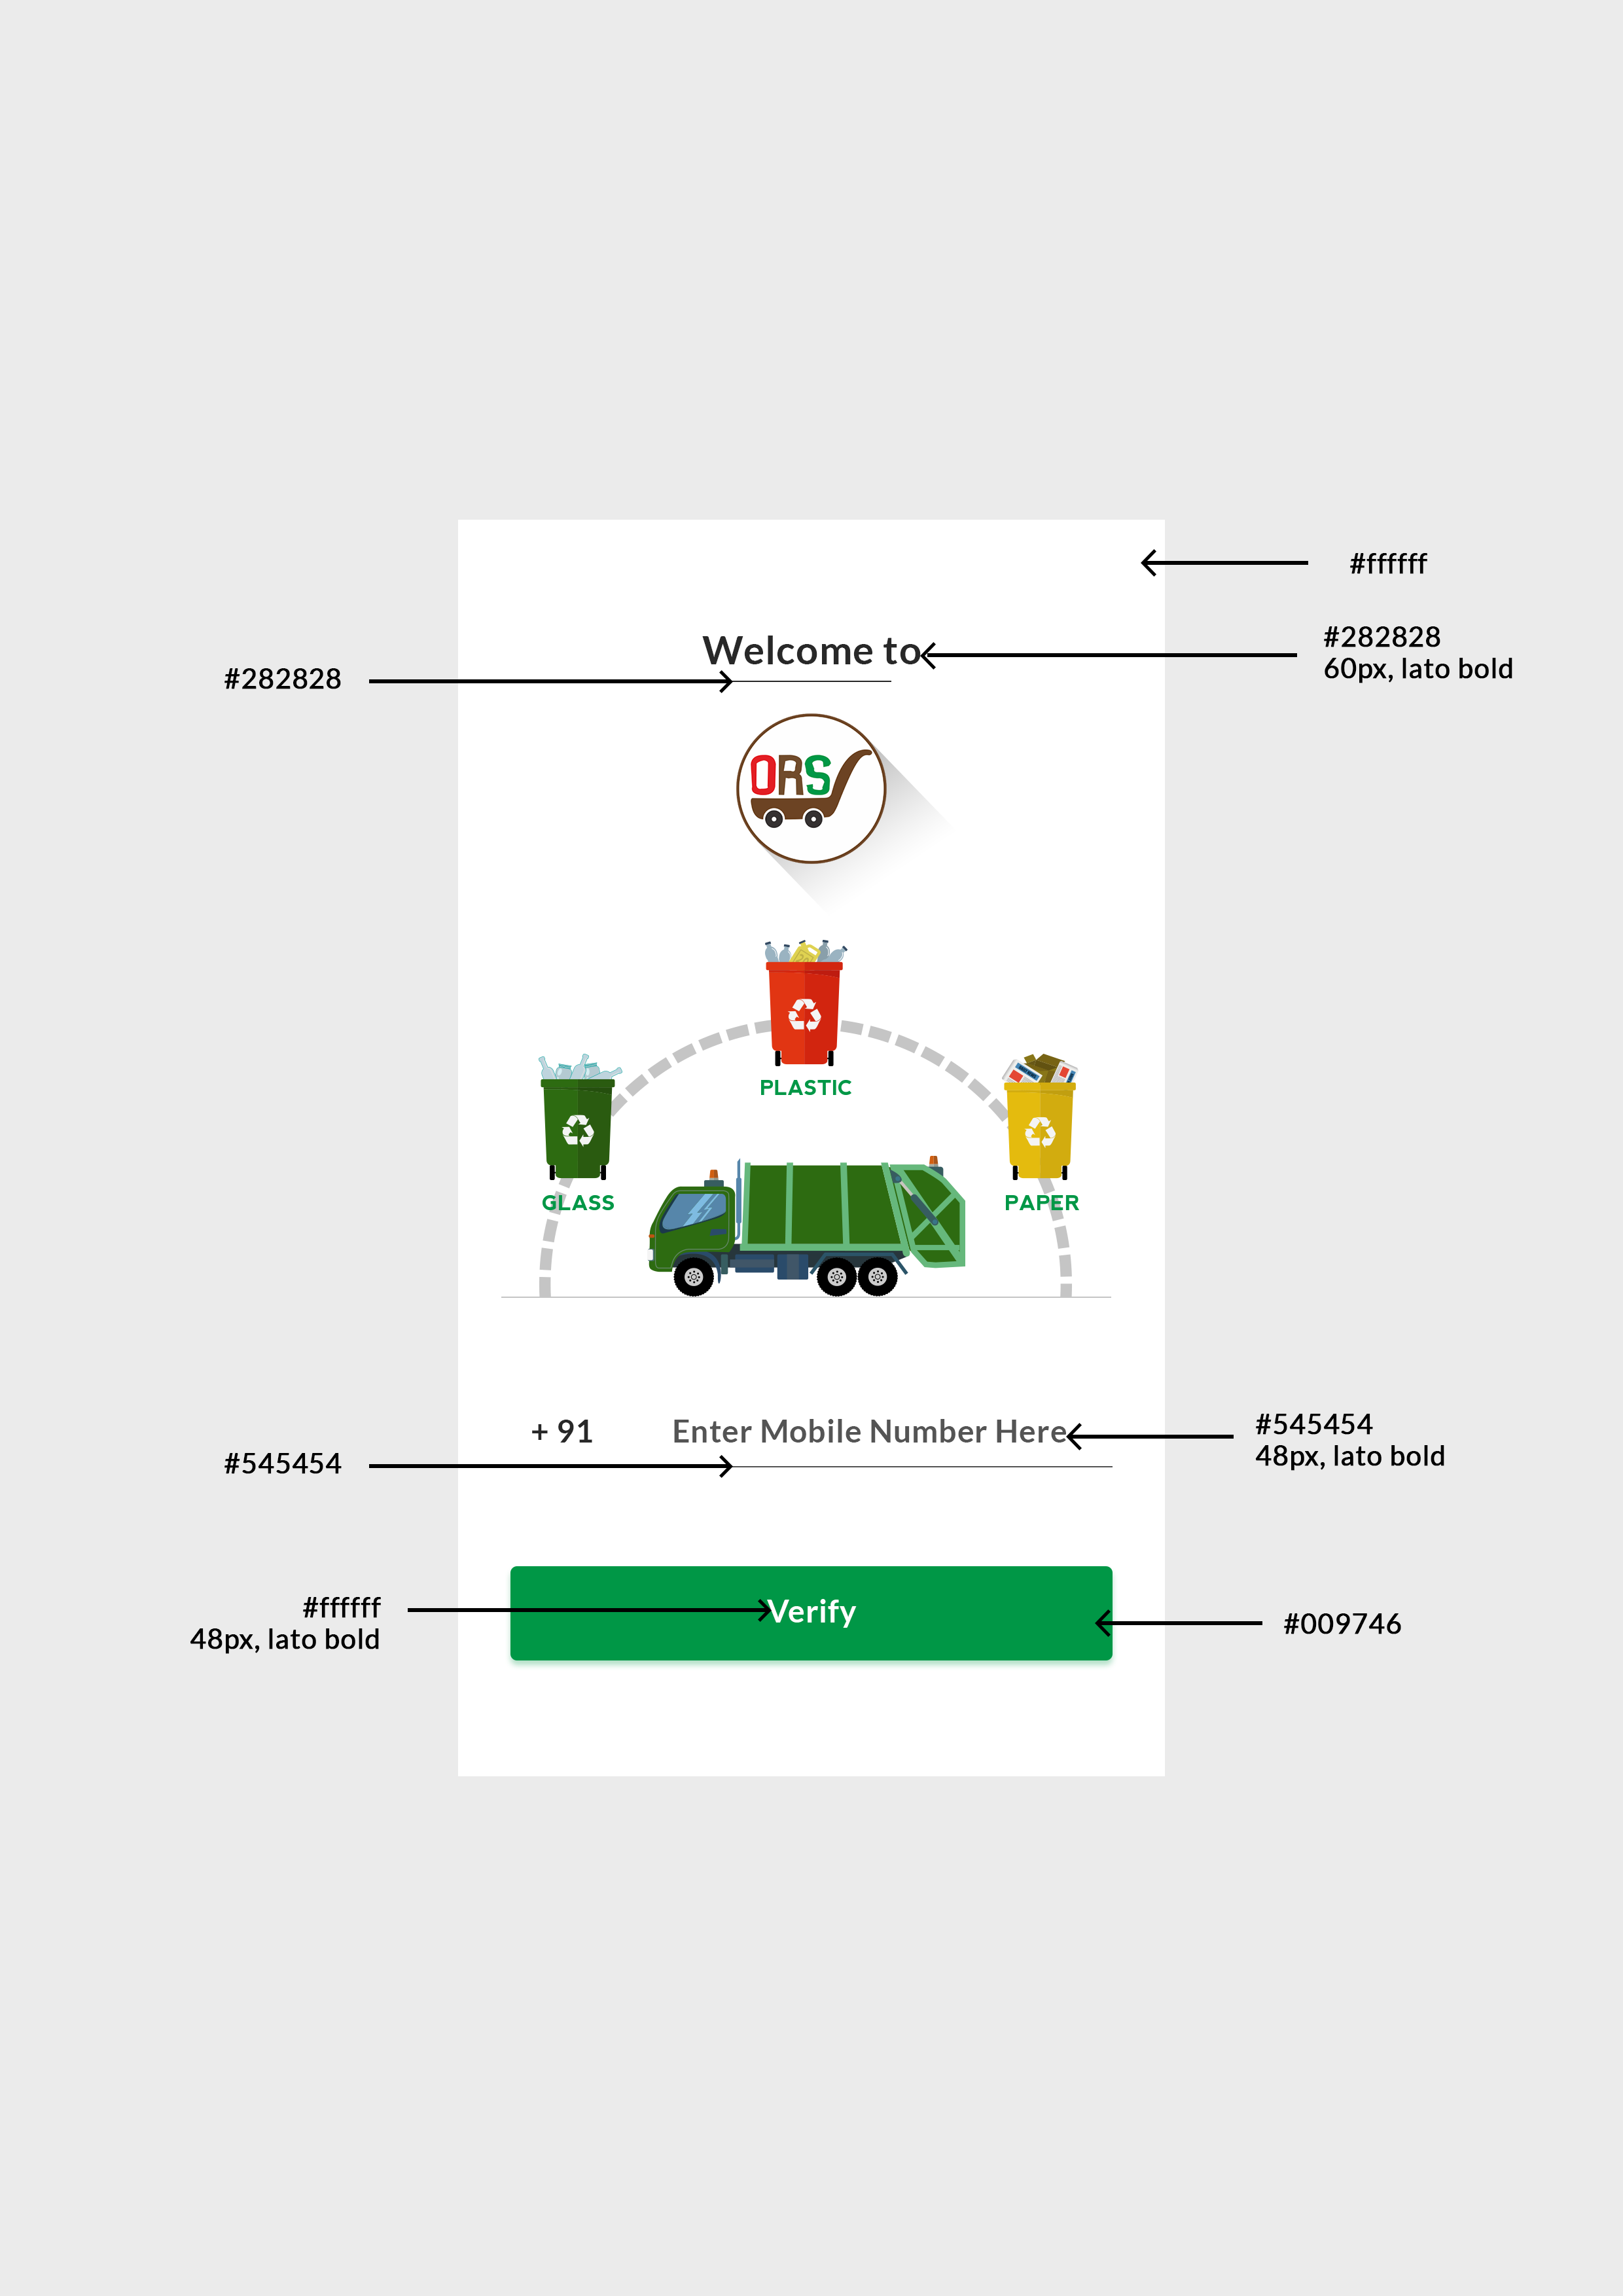 #ffffff
Welcome to
#282828
60px, lato bold
#282828
ORS
PLASTIC
GLASS
PAPER
+ 91
Enter Mobile Number Here
#545454
48px, lato bold
#545454
#ffffff
48px, lato bold
Verify
#009746